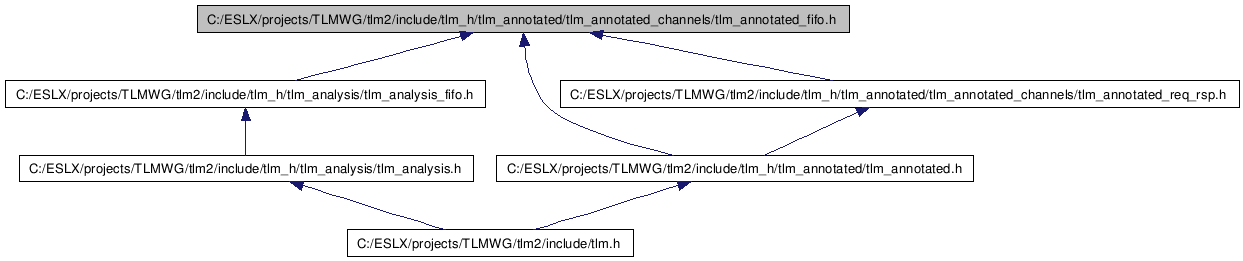 C:/ESLX/projects/TLMWG/tlm2/include/tlm_h/tlm_annotated/tlm_annotated_channels/tlm_annotated_fifo.h
C:/ESLX/projects/TLMWG/tlm2/include/tlm_h/tlm_analysis/tlm_analysis_fifo.h
C:/ESLX/projects/TLMWG/tlm2/include/tlm_h/tlm_annotated/tlm_annotated_channels/tlm_annotated_req_rsp.h
C:/ESLX/projects/TLMWG/tlm2/include/tlm_h/tlm_analysis/tlm_analysis.h
C:/ESLX/projects/TLMWG/tlm2/include/tlm_h/tlm_annotated/tlm_annotated.h
C:/ESLX/projects/TLMWG/tlm2/include/tlm.h